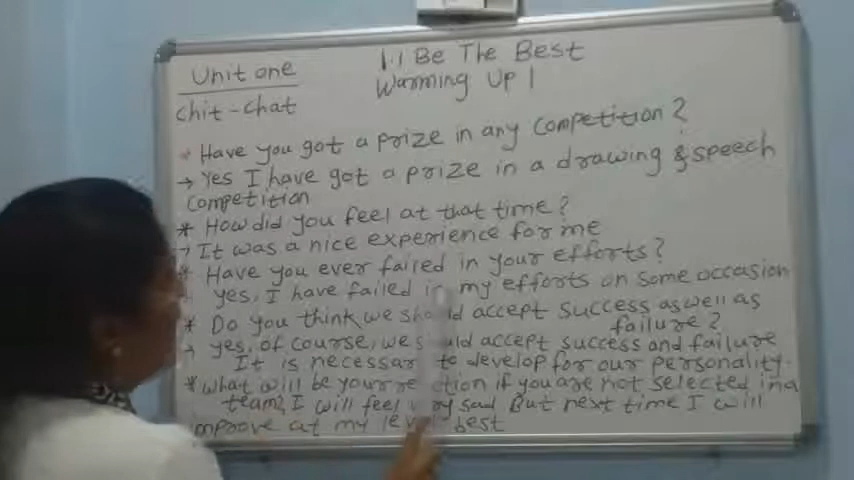 Unit one
1.1 Be The Best
Warming Up 1
Chit-chat
* Have you got a prize in any competition?
→ Yes I have got a prize in a drawing & speech
competition
* How did you feel at that time?
→ It was a nice experience for me
* Have you ever failed in your efforts?
yes, I have failed in my efforts on some occasion
* Do you think we should accept success aswell as
failure?
→ yes, of course, we should accept success and failure
It is necessary to develop for our personality.
* what will be your reaction if you are not selected in a
team? I will feel very sad But next time I will
improve at my level best